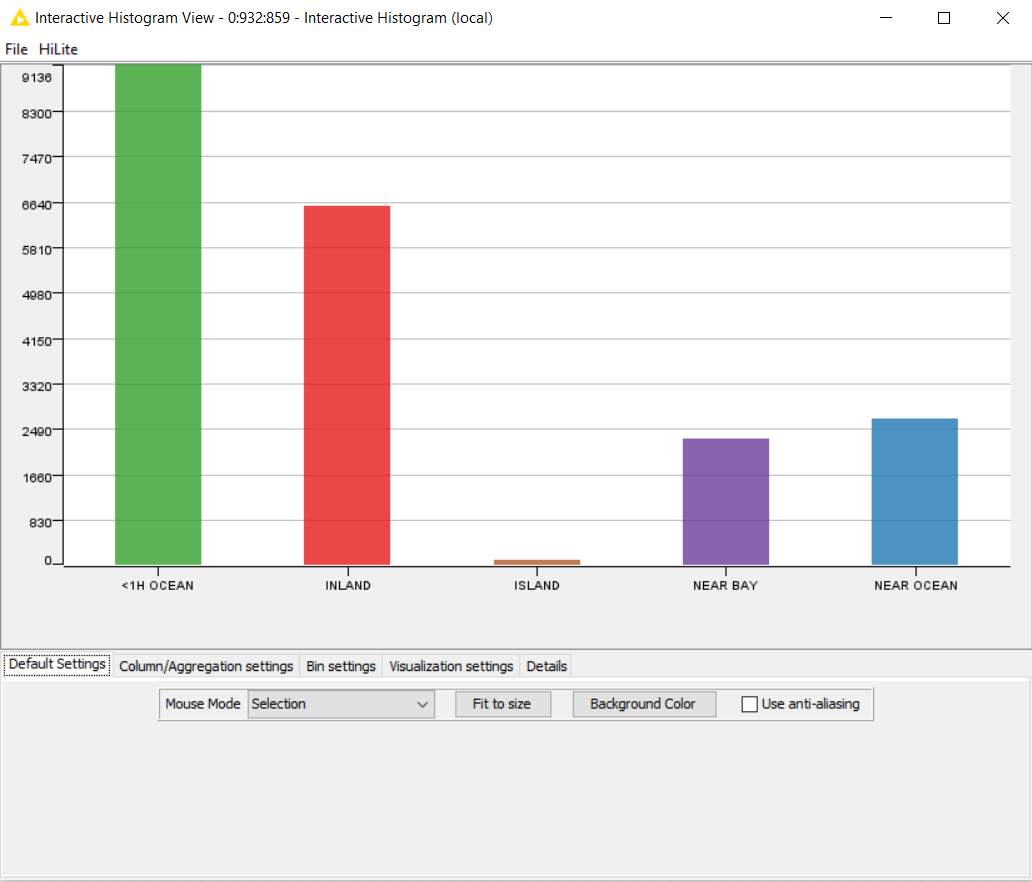 Interactive Histogram View - 0:932:859 - Interactive Histogram (local)
File HiLite
9136
8300
7470
6640
5810
4980
4150
3320
2490
1660
830
0
<1H OCEAN INLAND ISLAND NEAR BAY NEAR OCEAN
Default Settings Column/Aggregation settings Bin settings Visualization settings Details
Mouse Mode Selection Fit to size Background Color Use anti-aliasing